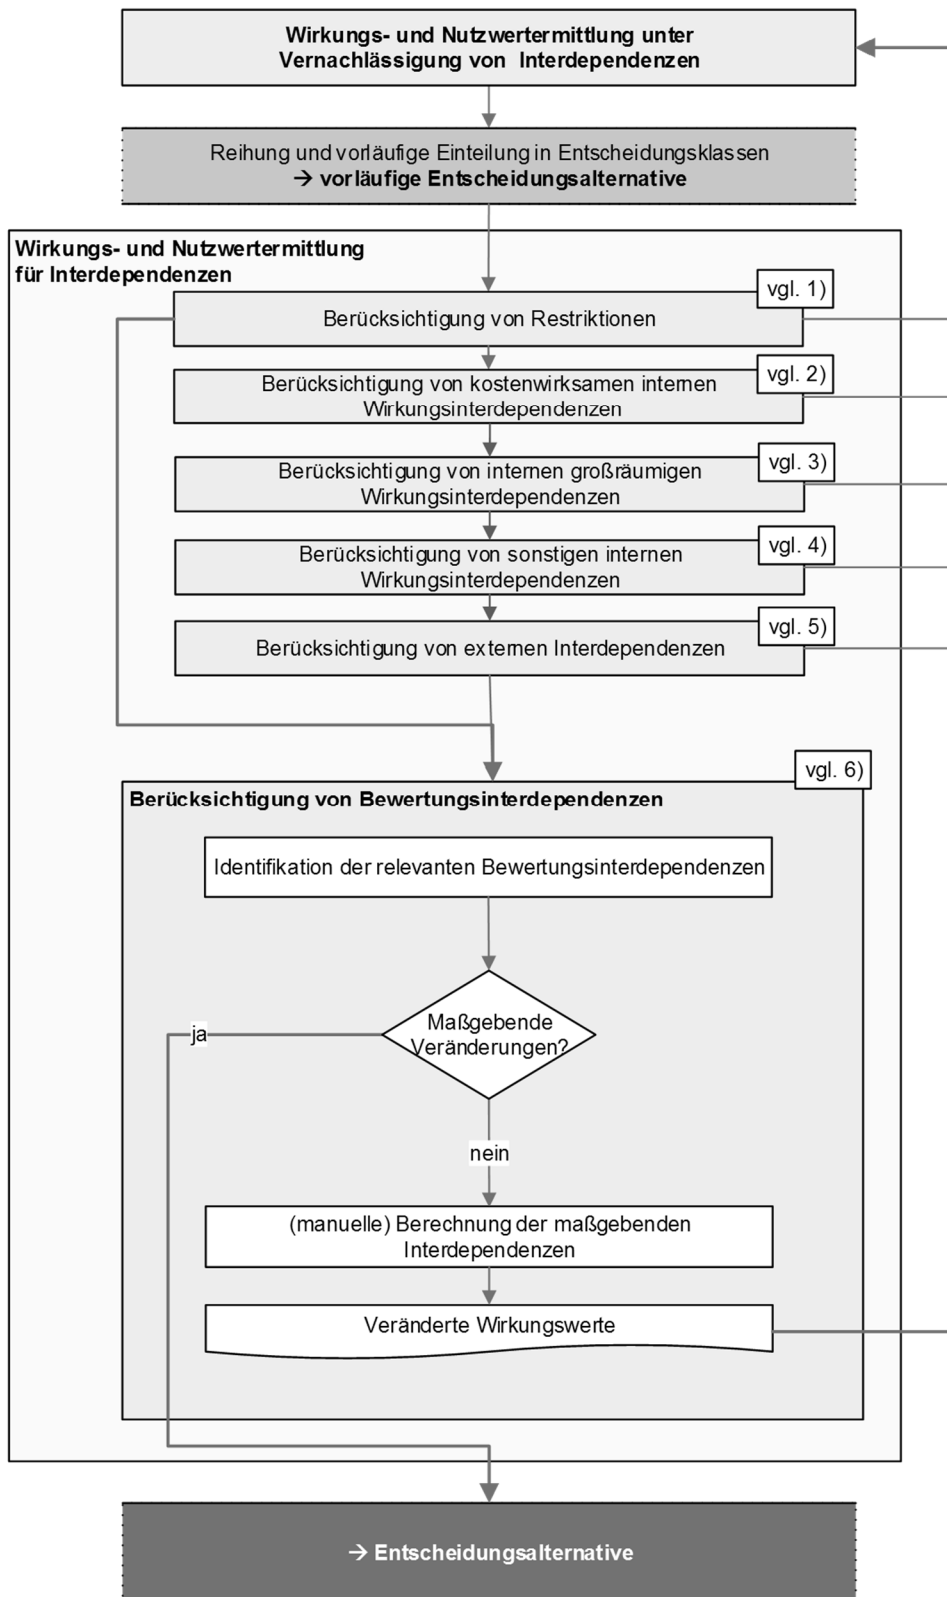 Wirkungs- und Nutzwertermittlung unter
Vernachlässigung von Interdependenzen
Reihung und vorläufige Einteilung in Entscheidungsklassen
→ vorläufige Entscheidungsalternative
Wirkungs- und Nutzwertermittlung
für Interdependenzen
vgl. 1)
Berücksichtigung von Restriktionen
vgl. 2)
Berücksichtigung von kostenwirksamen internen
Wirkungsinterdependenzen
vgl. 3)
Berücksichtigung von internen großräumigen
Wirkungsinterdependenzen
vgl. 4)
Berücksichtigung von sonstigen internen
Wirkungsinterdependenzen
vgl. 5)
Berücksichtigung von externen Interdependenzen
vgl. 6)
Berücksichtigung von Bewertungsinterdependenzen
Identifikation der relevanten Bewertungsinterdependenzen
Maßgebende
Veränderungen?
ja
nein
(manuelle) Berechnung der maßgebenden
Interdependenzen
Veränderte Wirkungswerte
→ Entscheidungsalternative